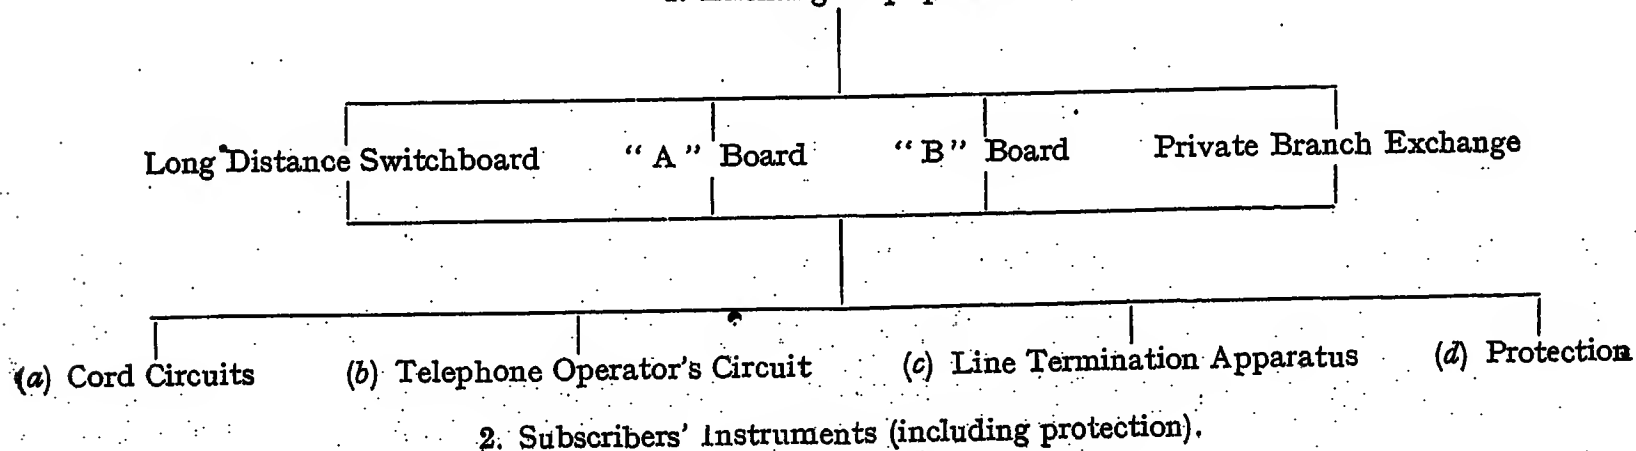 Long Distance Switchboard “ A ” Board “ B ” Board Private Branch Exchange
(a) Cord Circuits (b) Telephone Operator's Circuit (c) Line Termination Apparatus (d) Protection
2. Subscribers' Instruments (including protection).